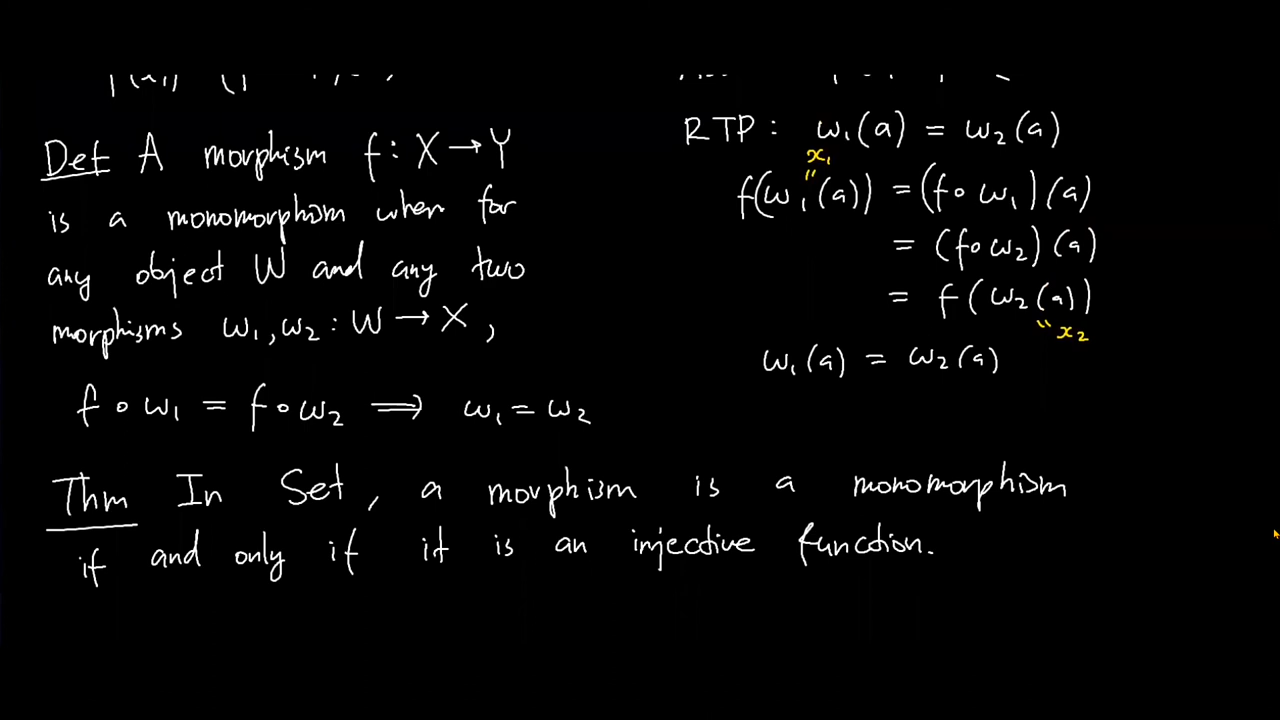 Def A morphism f : X → Y
is a monomorphism when for
any object W and any two
morphisms w₁, w₂ : W → X ,
f ∘ w₁ = f ∘ w₂ ⟹ w₁ = w₂
RTP : w₁(a) = w₂(a)
x₁
"
f(w₁(a)) = (f ∘ w₁)(a)
= (f ∘ w₂)(a)
= f(w₂(a))
" x₂
w₁(a) = w₂(a)
Thm In Set, a morphism is a monomorphism
if and only if it is an injective function.